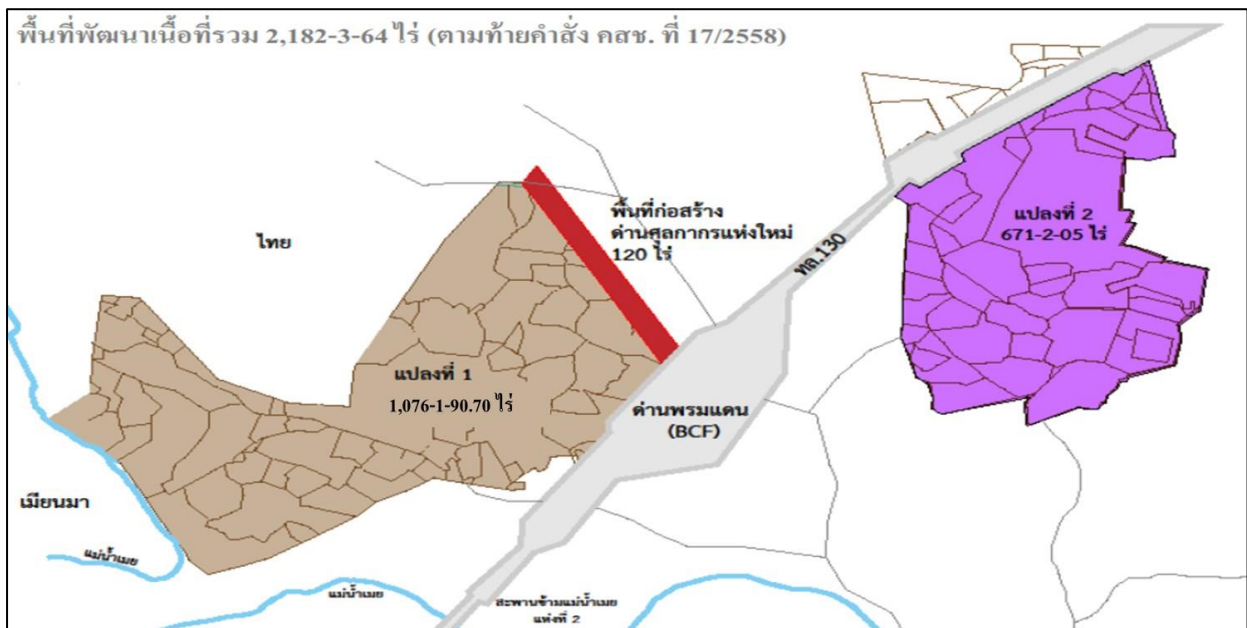 พื้นที่พัฒนาเนื้อที่รวม 2,182-3-64 ไร่ (ตามท้ายคำสั่ง คสช. ที่ 17/2558)
ไทย
พื้นที่ก่อสร้าง
ด่านศุลกากรแห่งใหม่
120 ไร่
ทล.130
แปลงที่ 2
671-2-05 ไร่
แปลงที่ 1
1,076-1-90.70 ไร่
ด่านพรมแดน
(BCF)
เมียนมา
แม่น้ำเมย
แม่น้ำเมย
สะพานข้ามแม่น้ำเมย
แห่งที่ 2